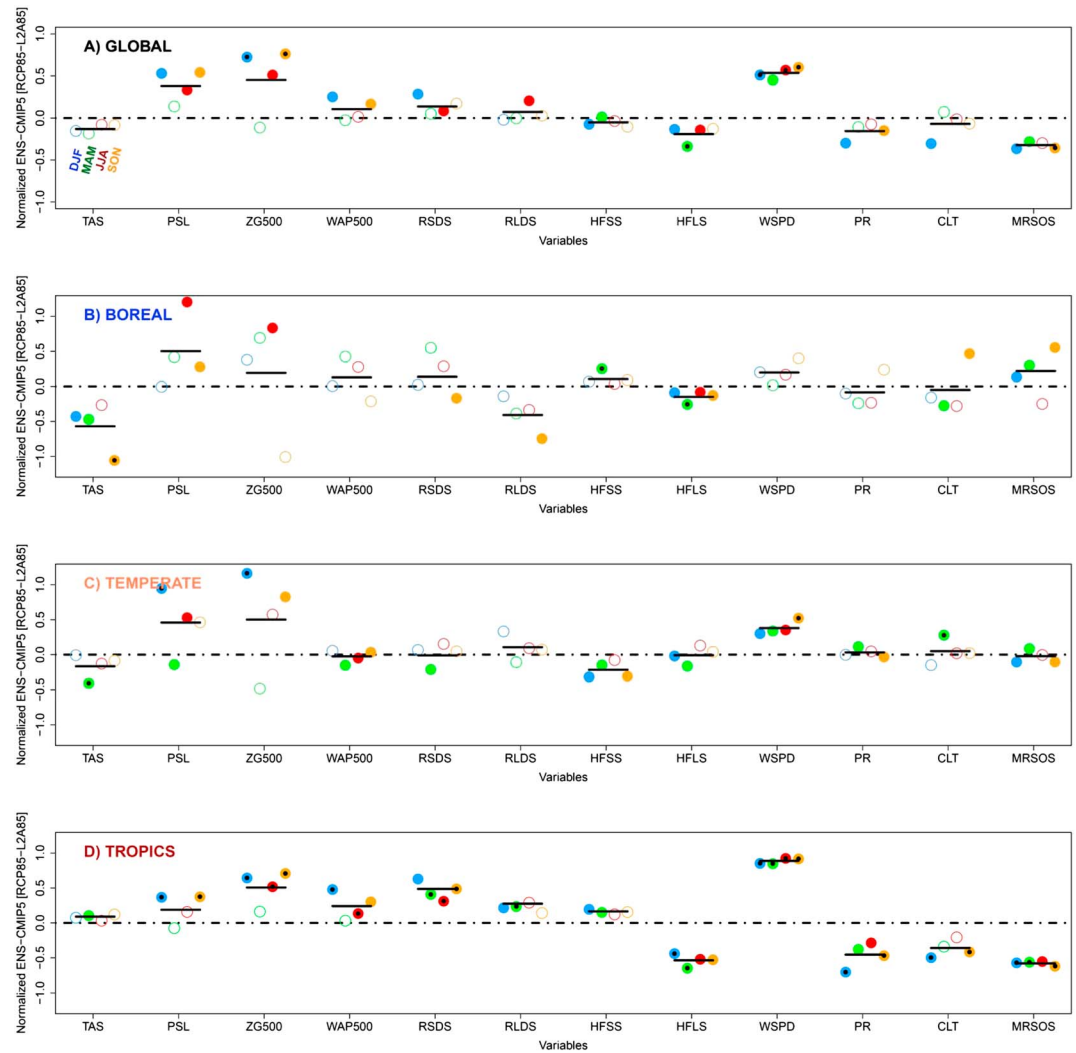 A) GLOBAL
Normalized ENS-CMIP5 [RCP85-L2A85]
1.0
0.5
0.0
−0.5
−1.0
DJF
MAM
JJA
SON
TAS PSL ZG500 WAP500 RSDS RLDS HFSS HFLS WSPD PR CLT MRSOS
Variables
B) BOREAL
Normalized ENS-CMIP5 [RCP85-L2A85]
1.0
0.5
0.0
−0.5
−1.0
TAS PSL ZG500 WAP500 RSDS RLDS HFSS HFLS WSPD PR CLT MRSOS
Variables
C) TEMPERATE
Normalized ENS-CMIP5 [RCP85-L2A85]
1.0
0.5
0.0
−0.5
−1.0
TAS PSL ZG500 WAP500 RSDS RLDS HFSS HFLS WSPD PR CLT MRSOS
Variables
D) TROPICS
Normalized ENS-CMIP5 [RCP85-L2A85]
1.0
0.5
0.0
−0.5
−1.0
TAS PSL ZG500 WAP500 RSDS RLDS HFSS HFLS WSPD PR CLT MRSOS
Variables